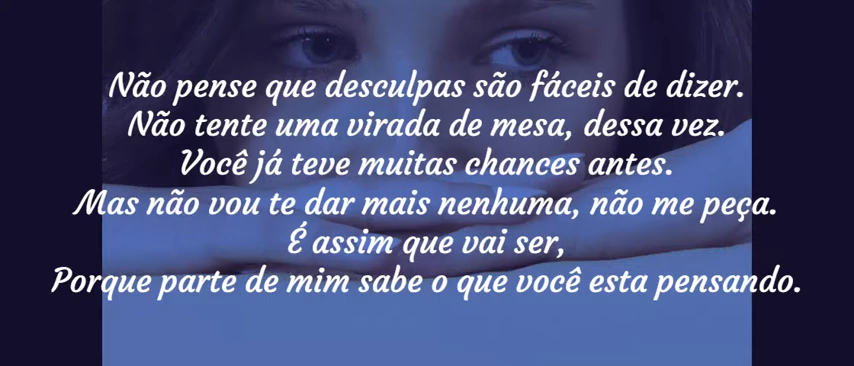 Não pense que desculpas são fáceis de dizer.
Não tente uma virada de mesa, dessa vez.
Você já teve muitas chances antes.
Mas não vou te dar mais nenhuma, não me peça.
É assim que vai ser,
Porque parte de mim sabe o que você esta pensando.